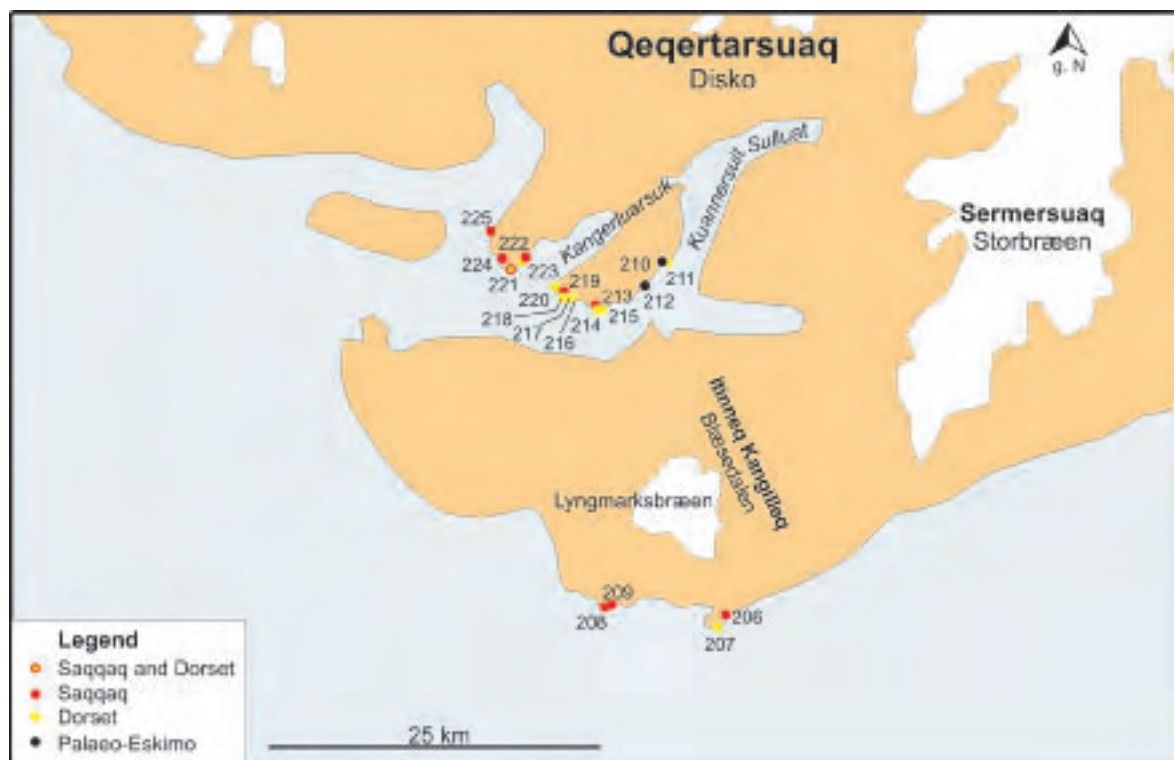 Qeqertarsuaq
Disko
g. N
Kuannersuit Sulluat
Kangerluarsuk
Sermersuaq
Storbræen
225
222
224
221
223
219
220
218
217
216
214
213
215
210
211
212
Itinneq Kangilleq
Blæsedalen
Lyngmarksbræen
209
208
206
207
Legend
Saqqaq and Dorset
Saqqaq
Dorset
Palaeo-Eskimo
25 km